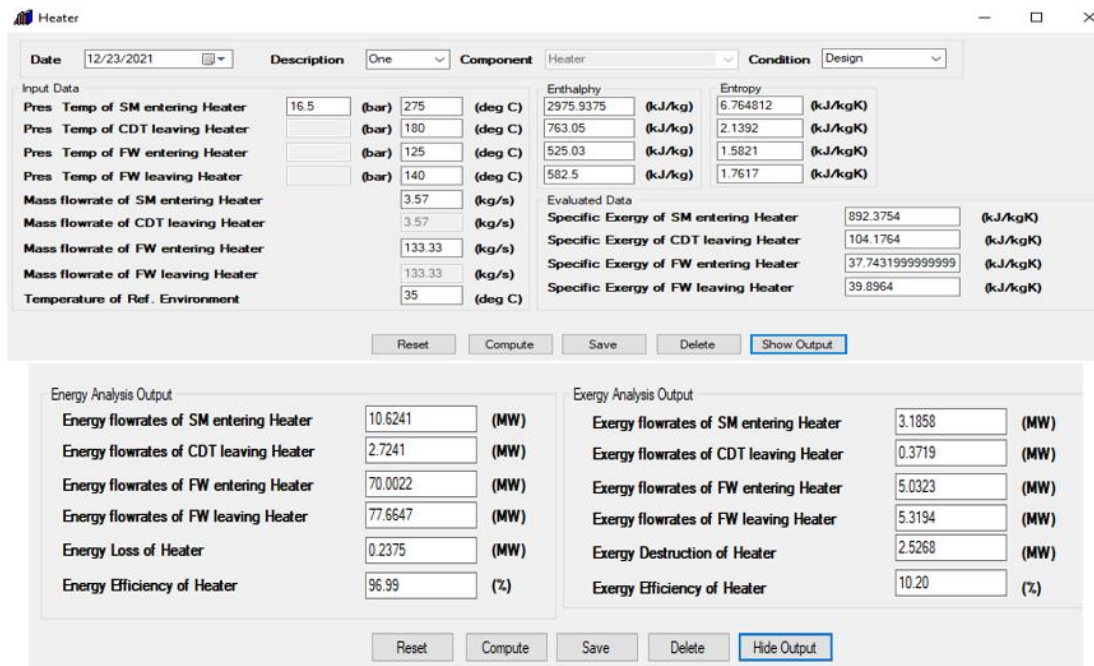 Heater
Date 12/23/2021 Description One Component Heater Condition Design
Input Data Enthalphy Entropy
Pres Temp of SM entering Heater 16.5 (bar) 275 (deg C) 2975.9375 (kJ/kg) 6.764812 (kJ/kgK)
Pres Temp of CDT leaving Heater (bar) 180 (deg C) 763.05 (kJ/kg) 2.1392 (kJ/kgK)
Pres Temp of FW entering Heater (bar) 125 (deg C) 525.03 (kJ/kg) 1.5821 (kJ/kgK)
Pres Temp of FW leaving Heater (bar) 140 (deg C) 582.5 (kJ/kg) 1.7617 (kJ/kgK)
Mass flowrate of SM entering Heater 3.57 (kg/s)
Mass flowrate of CDT leaving Heater 3.57 (kg/s)
Mass flowrate of FW entering Heater 133.33 (kg/s)
Mass flowrate of FW leaving Heater 133.33 (kg/s)
Temperature of Ref. Environment 35 (deg C)
Evaluated Data
Specific Exergy of SM entering Heater 892.3754 (kJ/kgK)
Specific Exergy of CDT leaving Heater 104.1764 (kJ/kgK)
Specific Exergy of FW entering Heater 37.7431999999999 (kJ/kgK)
Specific Exergy of FW leaving Heater 39.8964 (kJ/kgK)
Reset Compute Save Delete Show Output
Energy Analysis Output
Energy flowrates of SM entering Heater 10.6241 (MW)
Energy flowrates of CDT leaving Heater 2.7241 (MW)
Energy flowrates of FW entering Heater 70.0022 (MW)
Energy flowrates of FW leaving Heater 77.6647 (MW)
Energy Loss of Heater 0.2375 (MW)
Energy Efficiency of Heater 96.99 (%)
Exergy Analysis Output
Exergy flowrates of SM entering Heater 3.1858 (MW)
Exergy flowrates of CDT leaving Heater 0.3719 (MW)
Exergy flowrates of FW entering Heater 5.0323 (MW)
Exergy flowrates of FW leaving Heater 5.3194 (MW)
Exergy Destruction of Heater 2.5268 (MW)
Exergy Efficiency of Heater 10.20 (%)
Reset Compute Save Delete Hide Output